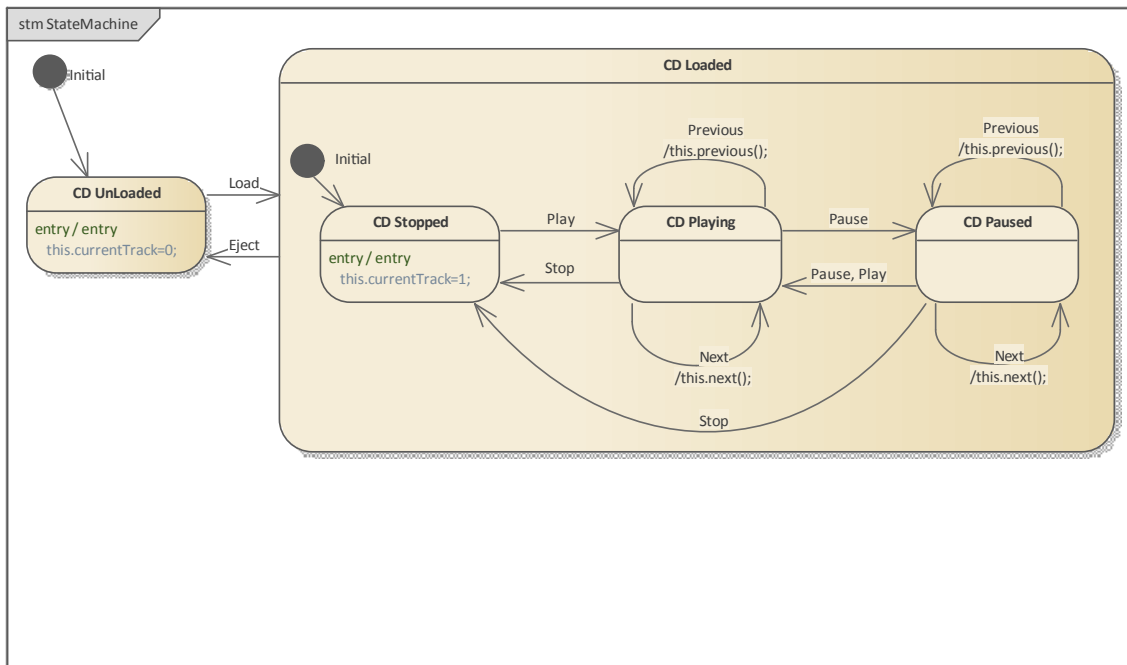 stm StateMachine
Initial
CD Loaded
Previous
/this.previous();
Previous
/this.previous();
Initial
CD UnLoaded
entry / entry
this.currentTrack=0;
Load
Eject
CD Stopped
entry / entry
this.currentTrack=1;
Play
Stop
CD Playing
Pause
Pause, Play
CD Paused
Next
/this.next();
Next
/this.next();
Stop